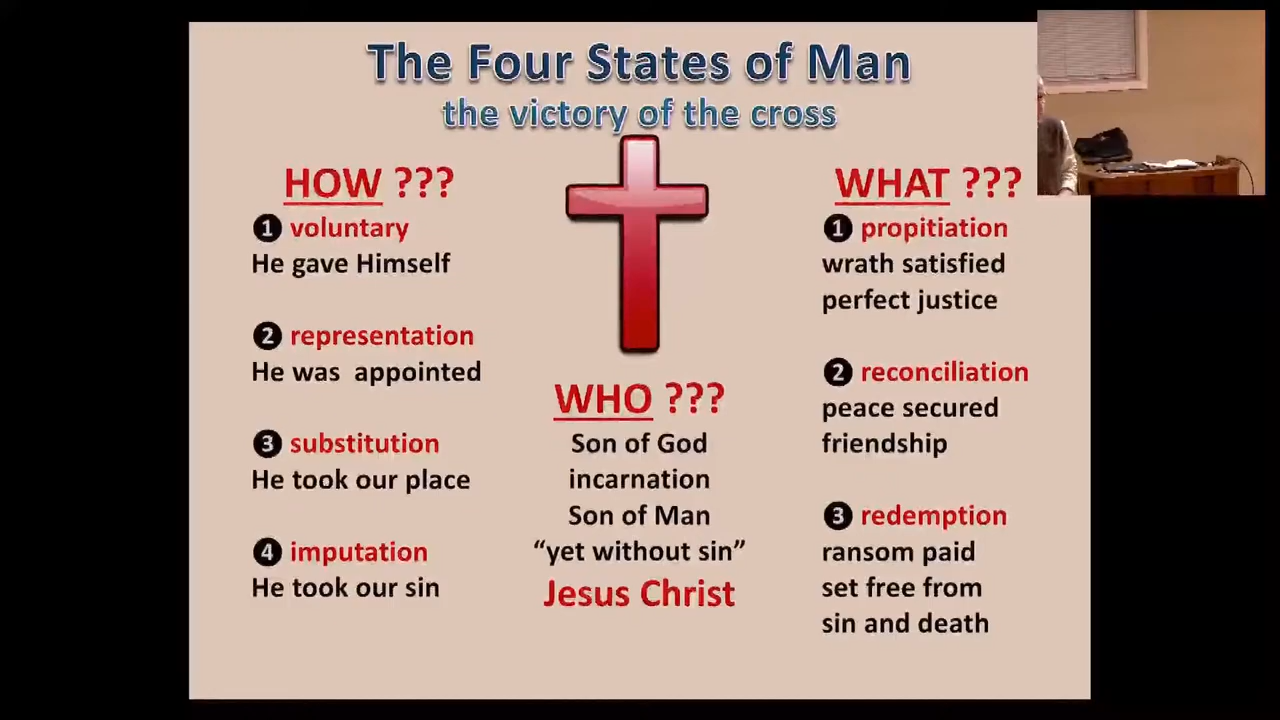 The Four States of Man
the victory of the cross
HOW ???
❶ voluntary
He gave Himself
❷ representation
He was appointed
❸ substitution
He took our place
❹ imputation
He took our sin
WHO ???
Son of God
incarnation
Son of Man
“yet without sin”
Jesus Christ
WHAT ???
❶ propitiation
wrath satisfied
perfect justice
❷ reconciliation
peace secured
friendship
❸ redemption
ransom paid
set free from
sin and death